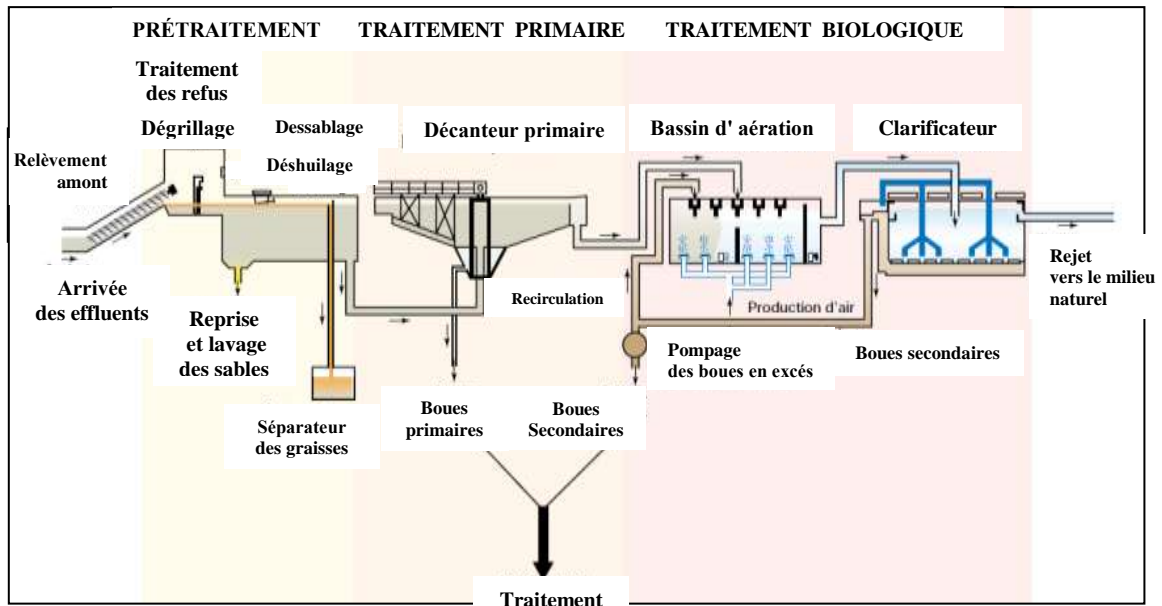 PRÉTRAITEMENT TRAITEMENT PRIMAIRE TRAITEMENT BIOLOGIQUE
Traitement
des refus
Dégrillage
Dessablage
Déshuilage
Décanteur primaire
Bassin d' aération
Clarificateur
Relèvement
amont
Arrivée
des effluents
Reprise
et lavage
des sables
Séparateur
des graisses
Recirculation
Production d'air
Rejet
vers le milieu
naturel
Pompage
des boues en excés
Boues secondaires
Boues
primaires
Boues
Secondaires
Traitement